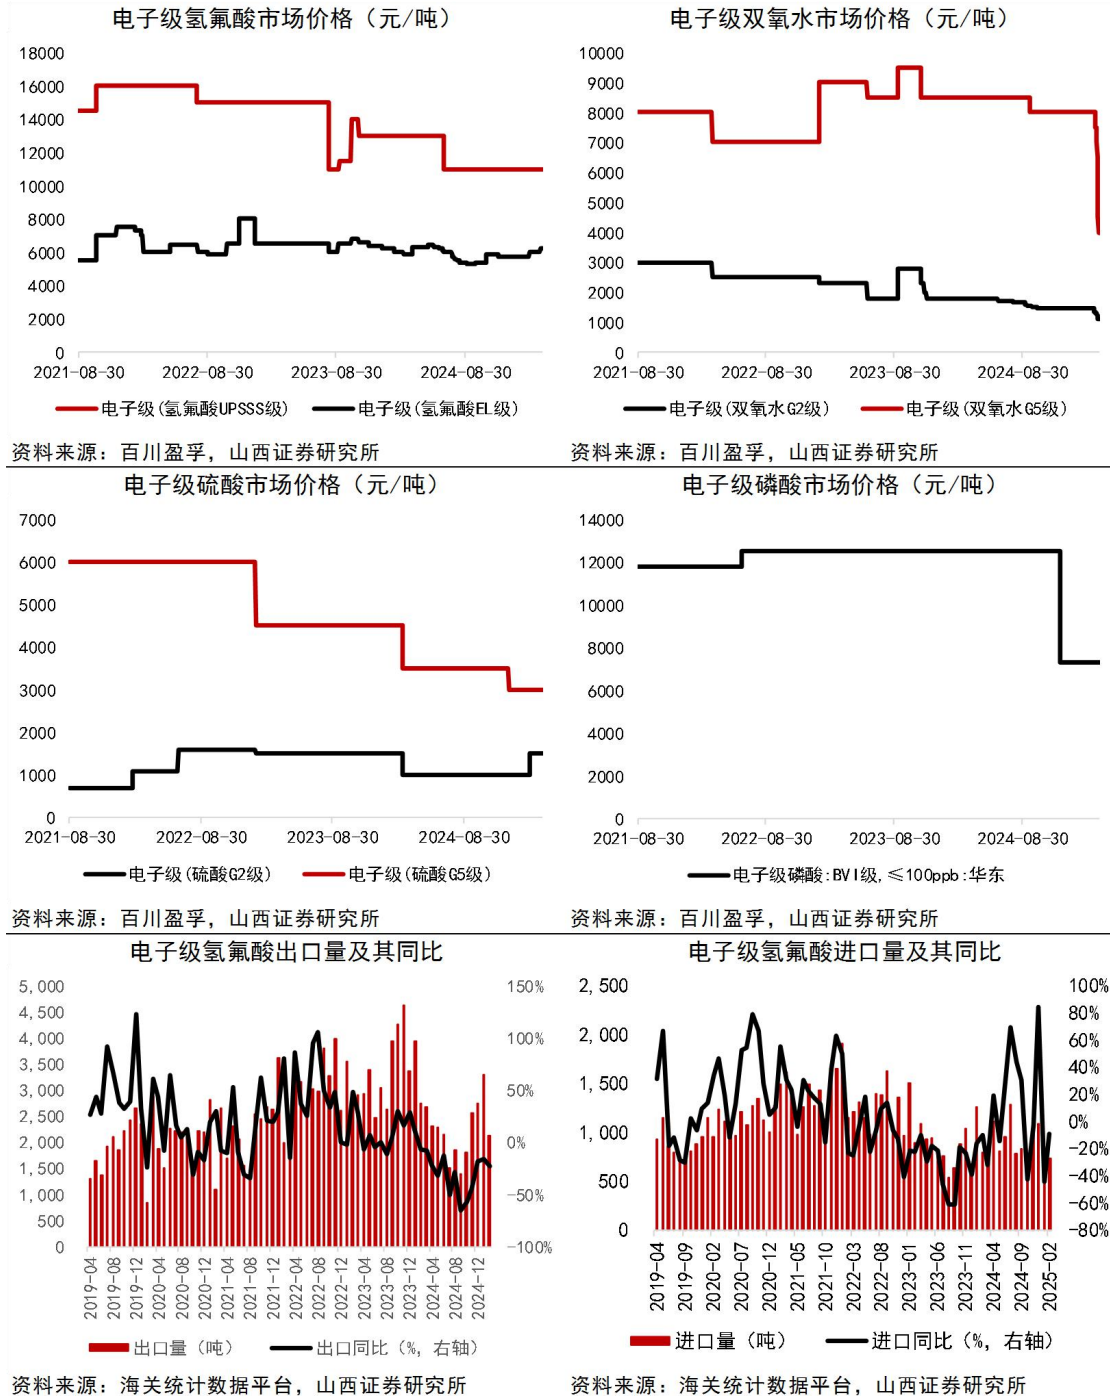 电子级氢氟酸市场价格（元/吨）
18000
16000
14000
12000
10000
8000
6000
4000
2000
0
2021-08-30 2022-08-30 2023-08-30 2024-08-30
电子级(氢氟酸UPSSS级) 电子级(氢氟酸EL级)
资料来源：百川盈孚，山西证券研究所
电子级双氧水市场价格（元/吨）
10000
9000
8000
7000
6000
5000
4000
3000
2000
1000
0
2021-08-30 2022-08-30 2023-08-30 2024-08-30
电子级(双氧水G2级) 电子级(双氧水G5级)
资料来源：百川盈孚，山西证券研究所
电子级硫酸市场价格（元/吨）
7000
6000
5000
4000
3000
2000
1000
0
2021-08-30 2022-08-30 2023-08-30 2024-08-30
电子级(硫酸G2级) 电子级(硫酸G5级)
资料来源：百川盈孚，山西证券研究所
电子级磷酸市场价格（元/吨）
14000
12000
10000
8000
6000
4000
2000
0
2021-08-30 2022-08-30 2023-08-30 2024-08-30
电子级磷酸:BVI级,≤100ppb:华东
资料来源：百川盈孚，山西证券研究所
电子级氢氟酸出口量及其同比
5,000
4,500
4,000
3,500
3,000
2,500
2,000
1,500
1,000
500
0
150%
100%
50%
0%
-50%
-100%
2019-04 2019-08 2019-12 2020-04 2020-08 2020-12 2021-04 2021-08 2021-12 2022-04 2022-08 2022-12 2023-04 2023-08 2023-12 2024-04 2024-08 2024-12
出口量（吨） 出口同比（%，右轴）
资料来源：海关统计数据平台，山西证券研究所
电子级氢氟酸进口量及其同比
2,500
2,000
1,500
1,000
500
0
100%
80%
60%
40%
20%
0%
-20%
-40%
-60%
-80%
2019-04 2019-09 2020-02 2020-07 2020-12 2021-05 2021-10 2022-03 2022-08 2023-01 2023-06 2023-11 2024-04 2024-09 2025-02
进口量（吨） 进口同比（%，右轴）
资料来源：海关统计数据平台，山西证券研究所